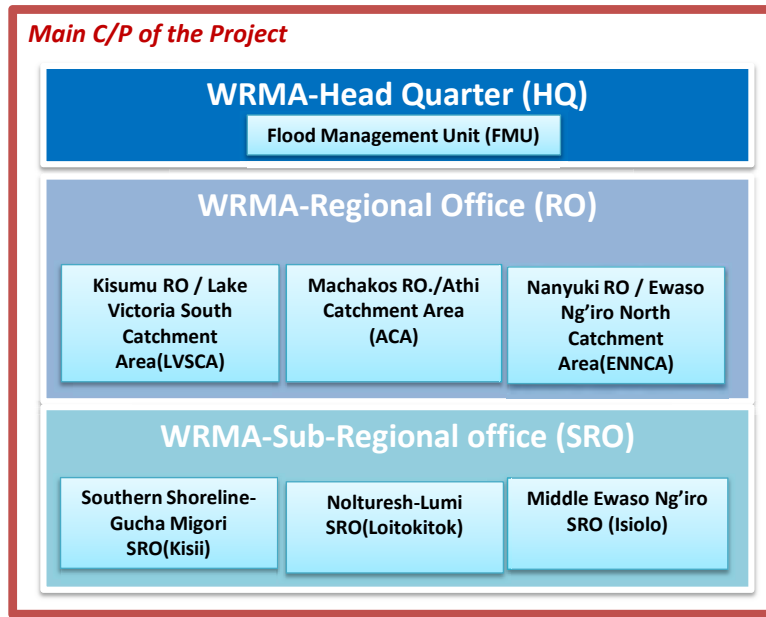 Main C/P of the Project
WRMA-Head Quarter (HQ)
Flood Management Unit (FMU)
WRMA-Regional Office (RO)
Kisumu RO / Lake
Victoria South
Catchment
Area(LVSCA)
Machakos RO./Athi
Catchment Area
(ACA)
Nanyuki RO / Ewaso
Ng’iro North
Catchment
Area(ENNCA)
WRMA-Sub-Regional office (SRO)
Southern Shoreline-
Gucha Migori
SRO(Kisii)
Nolturesh-Lumi
SRO(Loitokitok)
Middle Ewaso Ng’iro
SRO (Isiolo)